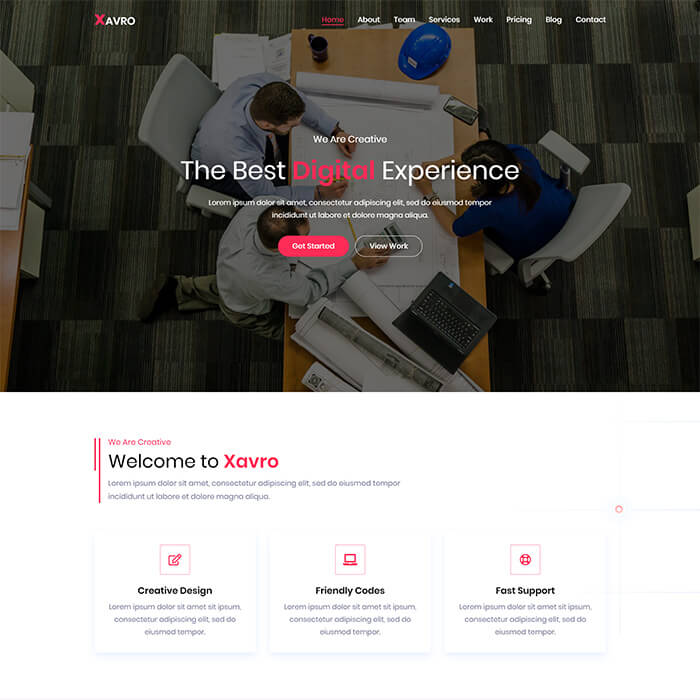 XAVRO
Home About Team Services Work Pricing Blog Contact
We Are Creative
The Best Digital Experience
Lorem ipsum dolor sit amet, consectetur adipiscing elit, sed do eiusmod tempor
incididunt ut labore et dolore magna aliqua.
Get Started View Work
We Are Creative
Welcome to Xavro
Lorem ipsum dolor sit amet, consectetur adipiscing elit, sed do eiusmod tempor
incididunt ut labore et dolore magna aliqua.
Creative Design
Lorem ipsum dolor sit amet ut ipsum,
consectetur adipiscing elit, sed do
eiusmod tempor.
Friendly Codes
Lorem ipsum dolor sit amet ut ipsum,
consectetur adipiscing elit, sed do
eiusmod tempor.
Fast Support
Lorem ipsum dolor sit amet ut ipsum,
consectetur adipiscing elit, sed do
eiusmod tempor.